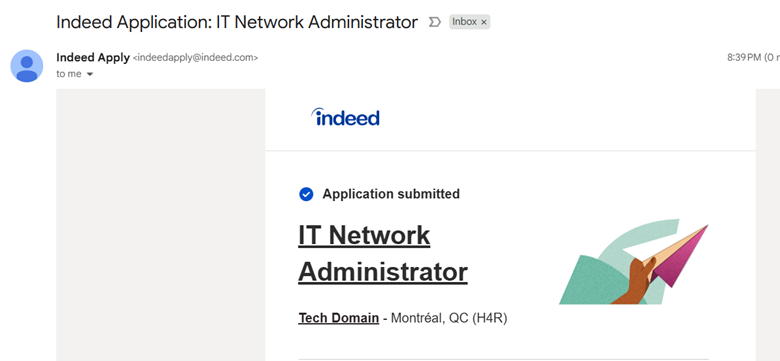 Indeed Application: IT Network Administrator Inbox ×
Indeed Apply <indeedapply@indeed.com> 8:39 PM (0
to me
indeed
Application submitted
IT Network
Administrator
Tech Domain - Montréal, QC (H4R)